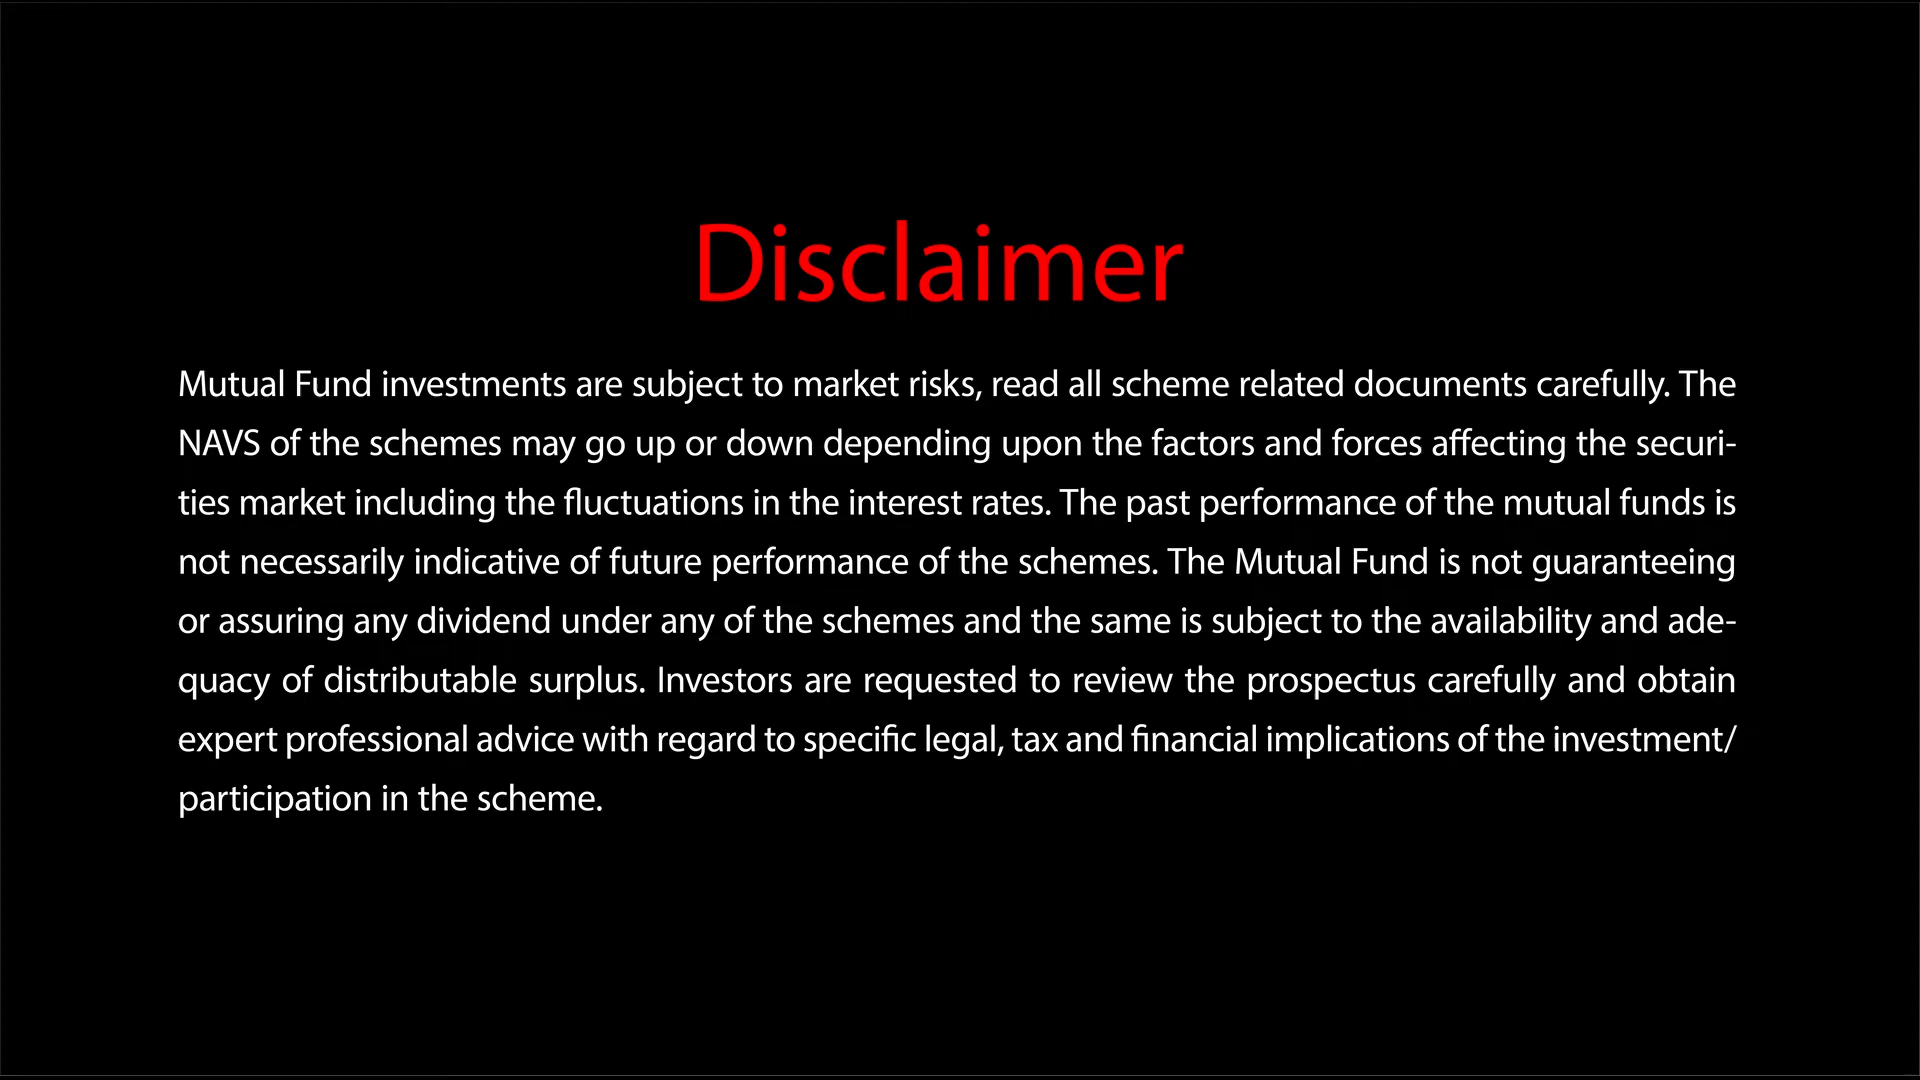 Disclaimer
Mutual Fund investments are subject to market risks, read all scheme related documents carefully. The
NAVS of the schemes may go up or down depending upon the factors and forces affecting the securi-
ties market including the fluctuations in the interest rates. The past performance of the mutual funds is
not necessarily indicative of future performance of the schemes. The Mutual Fund is not guaranteeing
or assuring any dividend under any of the schemes and the same is subject to the availability and ade-
quacy of distributable surplus. Investors are requested to review the prospectus carefully and obtain
expert professional advice with regard to specific legal, tax and financial implications of the investment/
participation in the scheme.